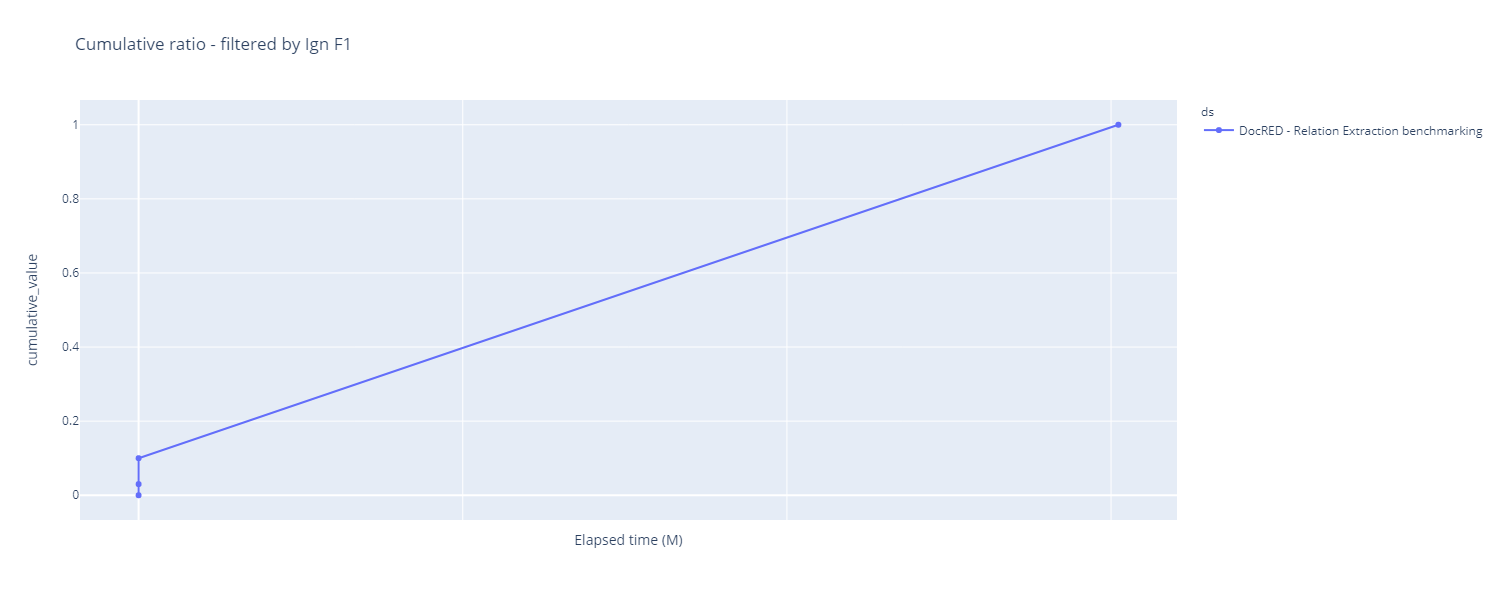 Cumulative ratio - filtered by Ign F1
ds
DocRED - Relation Extraction benchmarking
1
0.8
0.6
0.4
0.2
0
cumulative_value
Elapsed time (M)